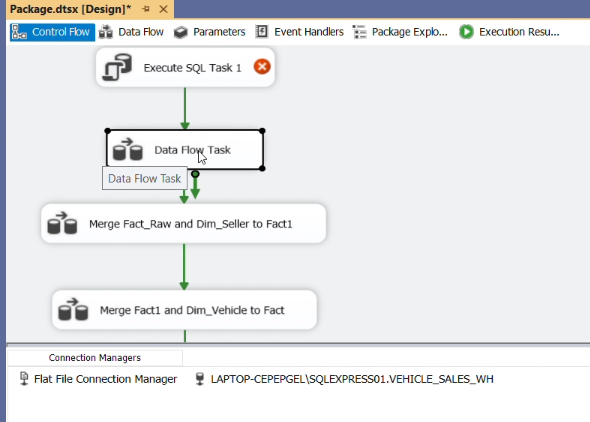 Package.dtsx [Design]*
Control Flow Data Flow Parameters Event Handlers Package Explo... Execution Resu...
Execute SQL Task 1
Data Flow Task
Data Flow Task
Merge Fact_Raw and Dim_Seller to Fact1
Merge Fact1 and Dim_Vehicle to Fact
Connection Managers
Flat File Connection Manager LAPTOP-CEPEPGEL\SQLEXPRESS01.VEHICLE_SALES_WH